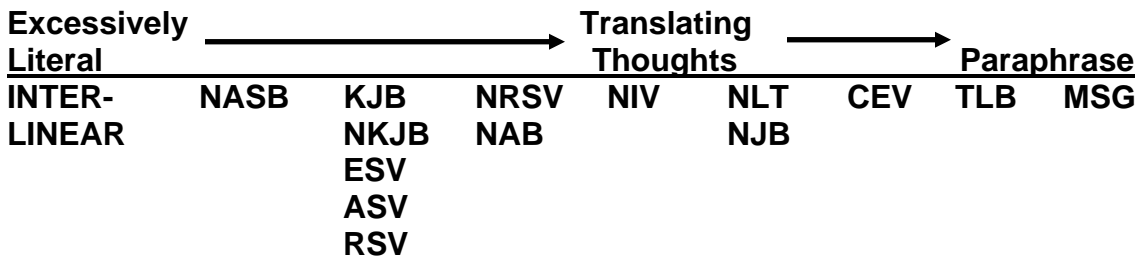 Excessively Translating
Literal Thoughts Paraphrase
INTER- NASB KJB NRSV NIV NLT CEV TLB MSG
LINEAR NKJB NAB NJB
ESV
ASV
RSV